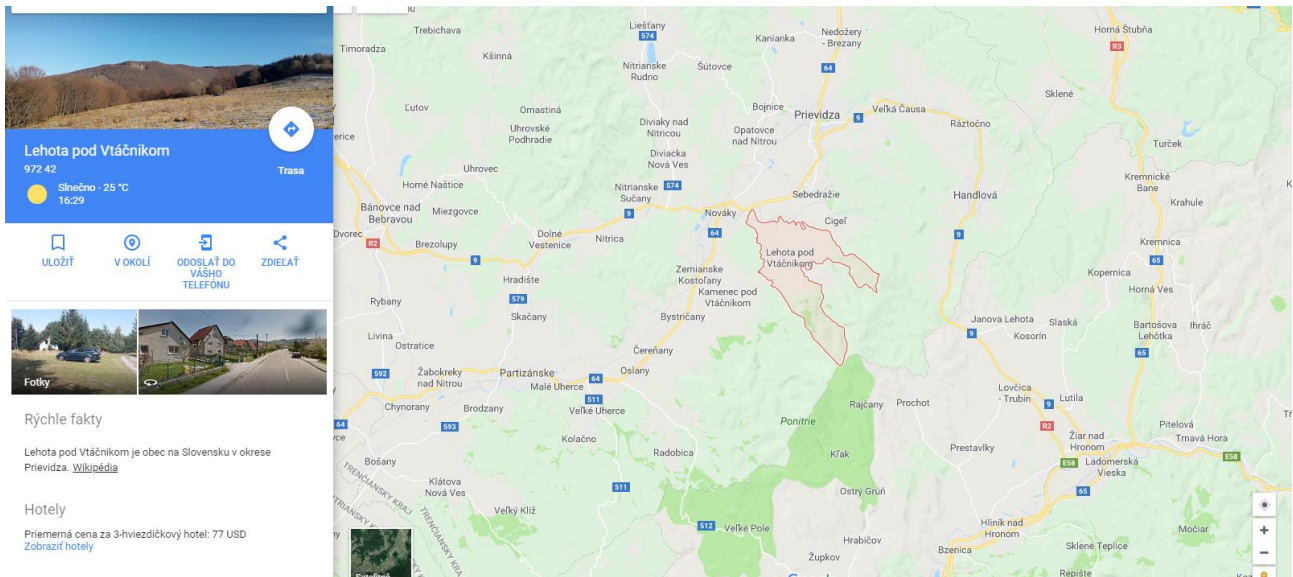 Lehota pod Vtáčnikom
972 42
Trasa
Slnečno · 25 °C
16:29
ULOŽIŤ
V OKOLÍ
ODOSLAŤ DO
VÁŠHO
TELEFÓNU
ZDIEĽAŤ
Fotky
Rýchle fakty
Lehota pod Vtáčnikom je obec na Slovensku v okrese
Prievidza. Wikipédia
Hotely
Priemerná cena za 3-hviezdičkový hotel: 77 USD
Zobraziť hotely
Trebichava
Liešťany
574
Timoradza
Kšinná
Kanianka
Nedožery
- Brezany
Horná Štubňa
R3
Nitrianske
Rudno
Šútovce
64
Sklené
Ľutov
Omastiná
Bojnice
Prievidza
9
Veľká Čausa
Uhrovské
Podhradie
Diviaky nad
Nitricou
Opatovce
nad Nitrou
Ráztočno
9
Turček
Diviacka
Nová Ves
Uhrovec
Kremnické
Bane
Horné Naštice
Nitrianske
Sučany
574
Sebedražie
Handlová
Krahule
Bánovce nad
Bebravou
Miezgovce
9
Nováky
Cigeľ
Dvorec
R2
Brezolupy
Dolné
Vestenice
Nitrica
64
9
Kremnica
9
Lehota pod
Vtáčnikom
65
Zemianske
Kostoľany
Kopernica
Hradište
Kamenec pod
Vtáčnikom
Horná Ves
Rybany
579
Skačany
Bystričany
Janova Lehota
Slaská
Bartošova
Lehôtka
Ihráč
Livina
Ostratice
9
Kosorín
Čereňany
65
592
Žabokreky
nad Nitrou
Partizánske
Malé Uherce
64
Oslany
Lovčica
- Trubín
Lutila
9
Chynorany
Brodzany
511
Veľké Uherce
Rajčany
Prochot
64
593
Ponitrie
R2
Pitelová
Kolačno
Žiar nad
Hronom
Trnavá Hora
Bošany
Radobica
Kľak
Prestavlky
E58
Ladomerská
Vieska
E58
TRENČIANSKY KRAJ
Klátova
Nová Ves
511
Ostrý Grúň
65
Veľký Klíž
512
Veľké Pole
Hliník nad
Hronom
Močiar
Hrabičov
Bzenica
Sklené Teplice
Župkov
Repište